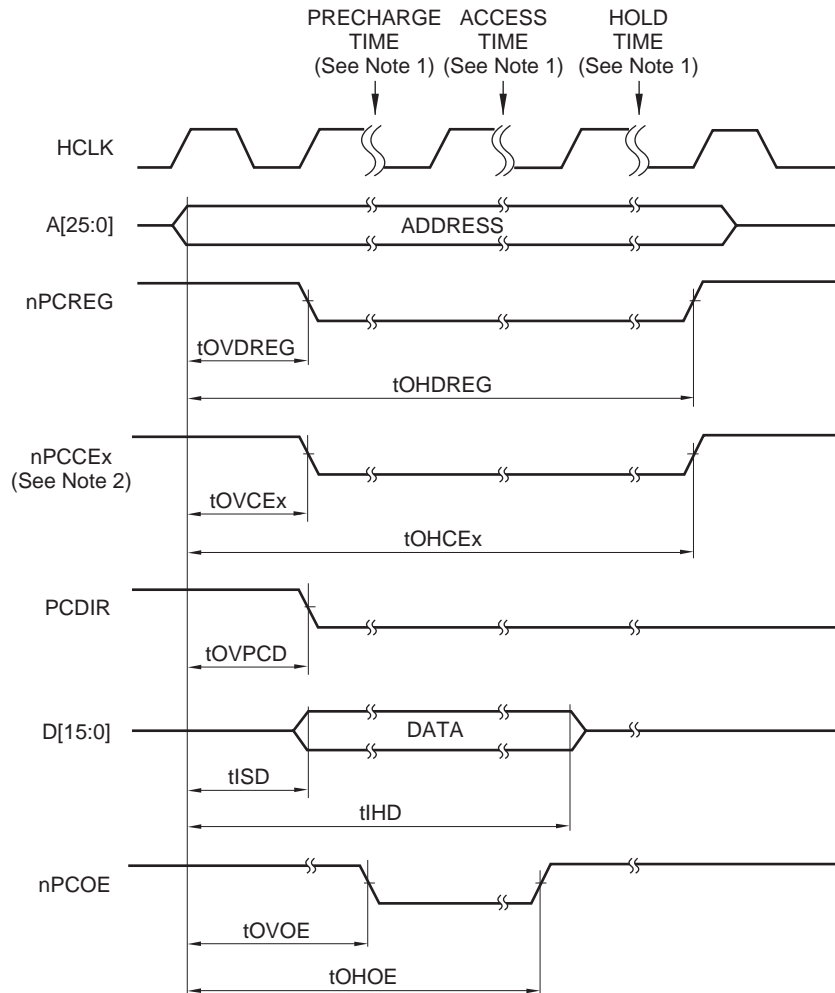 PRECHARGE TIME (See Note 1)
ACCESS TIME (See Note 1)
HOLD TIME (See Note 1)
HCLK
A[25:0]
ADDRESS
nPCREG
tOVDREG
tOHDREG
nPCCEx
(See Note 2)
tOVCEx
tOHCEx
PCDIR
tOVPCD
D[15:0]
DATA
tISD
tIHD
nPCOE
tOVOE
tOHOE